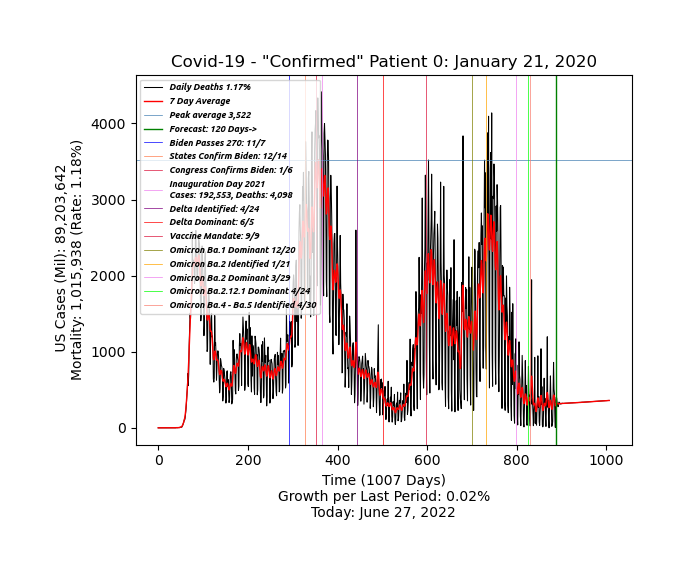 Covid-19 - "Confirmed" Patient 0: January 21, 2020
US Cases (Mil): 89,203,642
Mortality: 1,015,938 (Rate: 1.18%)
4000
3000
2000
1000
0
Daily Deaths 1.17%
7 Day Average
Peak average 3,522
Forecast: 120 Days->
Biden Passes 270: 11/7
States Confirm Biden: 12/14
Congress Confirms Biden: 1/6
Inauguration Day 2021
Cases: 192,553, Deaths: 4,098
Delta Identified: 4/24
Delta Dominant: 6/5
Vaccine Mandate: 9/9
Omicron Ba.1 Dominant 12/20
Omicron Ba.2 Identified 1/21
Omicron Ba.2 Dominant 3/29
Omicron Ba.2.12.1 Dominant 4/24
Omicron Ba.4 - Ba.5 Identified 4/30
0 200 400 600 800 1000
Time (1007 Days)
Growth per Last Period: 0.02%
Today: June 27, 2022